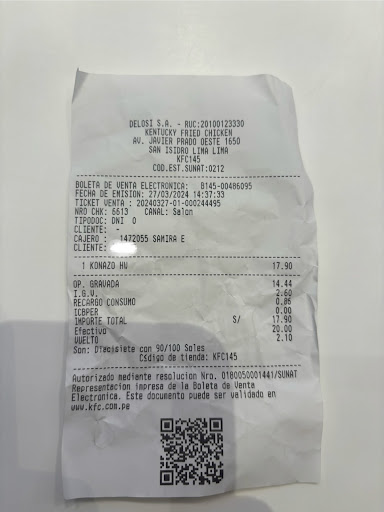 DELOSI S.A. - RUC:20100123330
KENTUCKY FRIED CHICKEN
AV. JAVIER PRADO OESTE 1650
SAN ISIDRO LIMA LIMA
KFC145
COD.EST.SUNAT:0212
BOLETA DE VENTA ELECTRONICA: B145-00486095
FECHA DE EMISION: 27/03/2024 14:37:33
TICKET VENTA : 20240327-01-000244495
NRO CHK: 6613 CANAL: Salon
TIPODOC: DNI 0
CLIENTE: -
CAJERO : 1472055 SAMIRA E
CLIENTE:
1 KONAZO HV 17.90
OP. GRAVADA 14.44
I.G.V. 2.60
RECARGO CONSUMO 0.86
ICBPER 0.00
IMPORTE TOTAL S/ 17.90
Efectivo 20.00
VUELTO 2.10
Son: Diecisiete con 90/100 Soles
Código de tienda: KFC145
Autorizado mediante resolucion Nro. 0180050001441/SUNAT
Representacion impresa de la Boleta de Venta
Electronica. Este documento puede ser validado en
www.kfc.com.pe